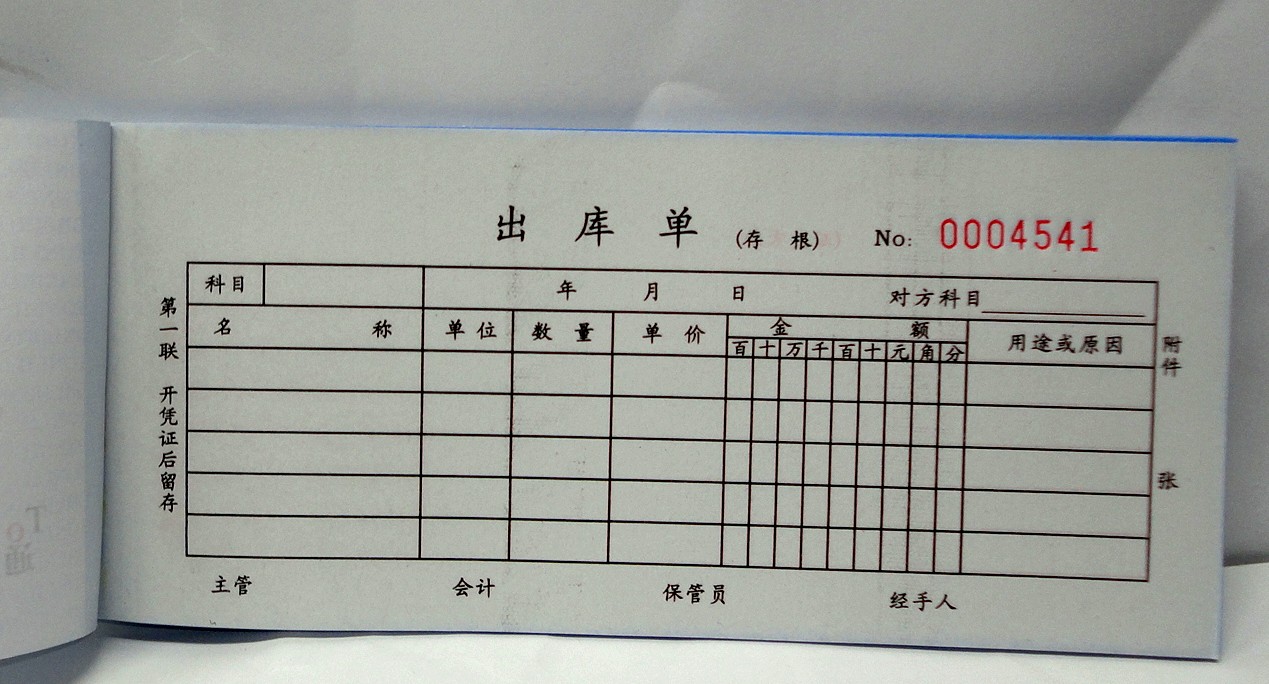 出 库 单 (存 根) No: 0004541
科目 年 月 日 对方科目
名 称 单 位 数 量 单 价 金 额 用途或原因
百 十 万 千 百 十 元 角 分
第一联 开凭证后留存
附件 张
主管 会计 保管员 经手人
To
通